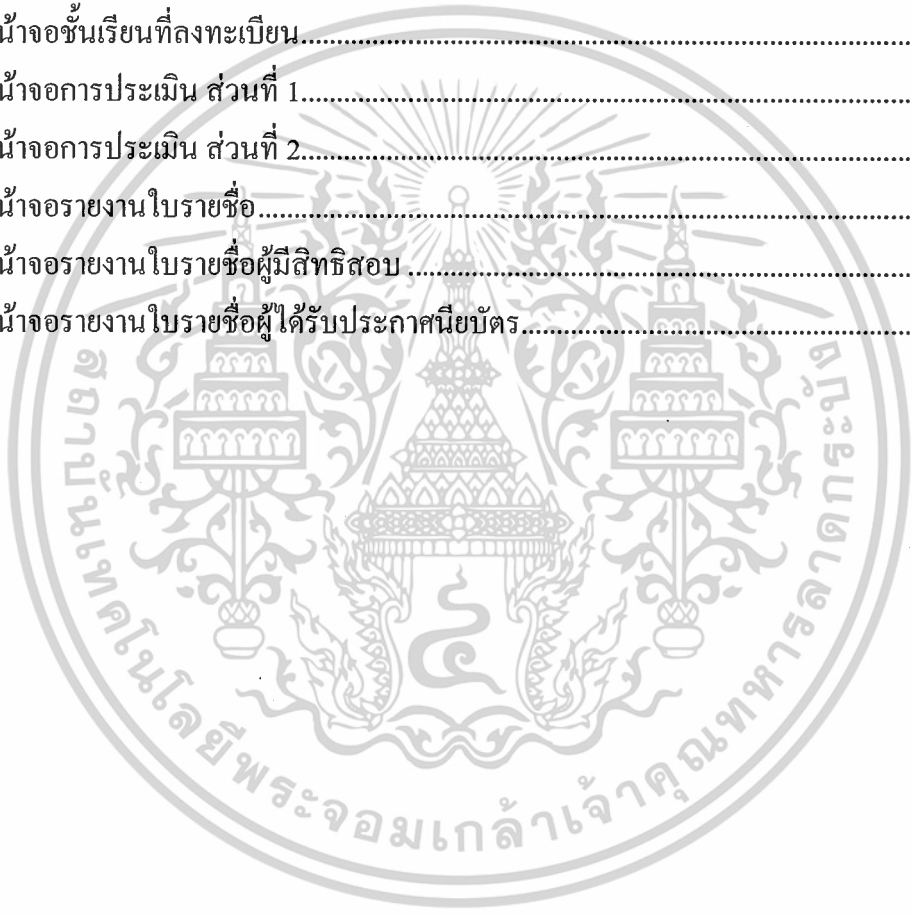 น้าจอชั้นเรียนที่ลงทะเบียน
น้าจอการประเมิน ส่วนที่ 1
น้าจอการประเมิน ส่วนที่ 2
น้าจอรายงานใบรายชื่อ
น้าจอรายงานใบรายชื่อผู้มีสิทธิสอบ
น้าจอรายงานใบรายชื่อผู้ได้รับประกาศนียบัตร
สถาบันเทคโนโลยีพระจอมเกล้าเจ้าคุณทหารลาดกระบัง
๔